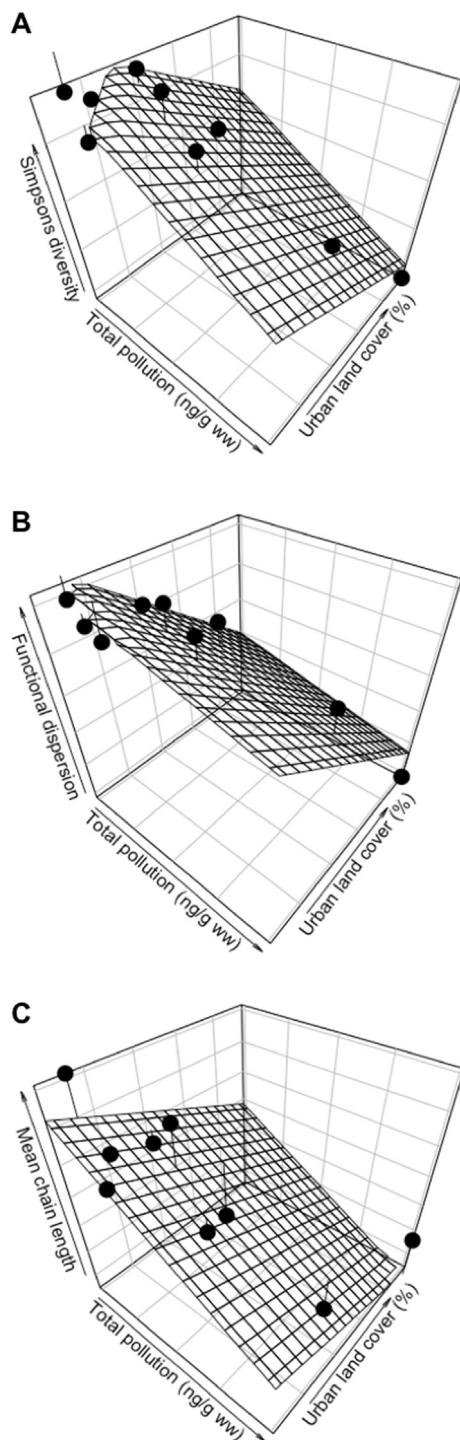 A
Simpsons diversity
Total pollution (ng/g ww)
Urban land cover (%)
B
Functional dispersion
Total pollution (ng/g ww)
Urban land cover (%)
C
Mean chain length
Total pollution (ng/g ww)
Urban land cover (%)